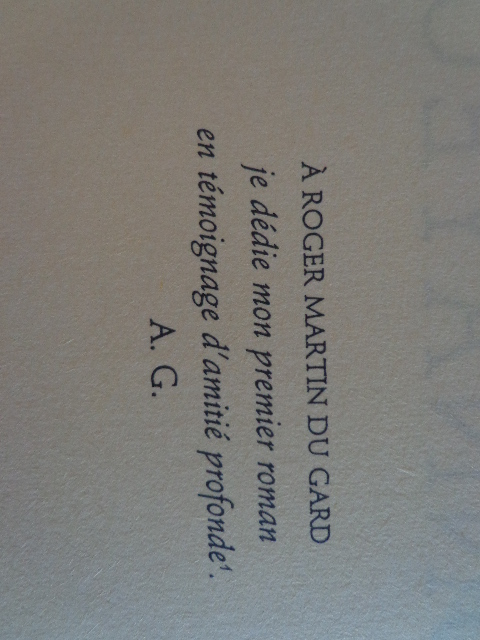 À ROGER MARTIN DU GARD
je dédie mon premier roman
en témoignage d'amitié profonde¹.
A. G.